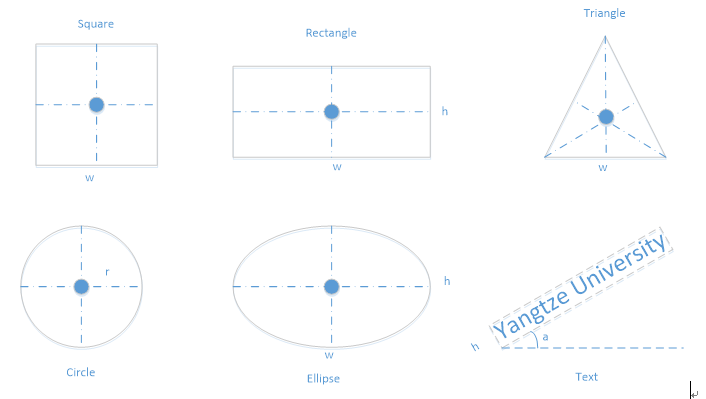 Square
Rectangle
Triangle
h
w
w
w
r
h
w
Yangtze University
h
a
Circle
Ellipse
Text